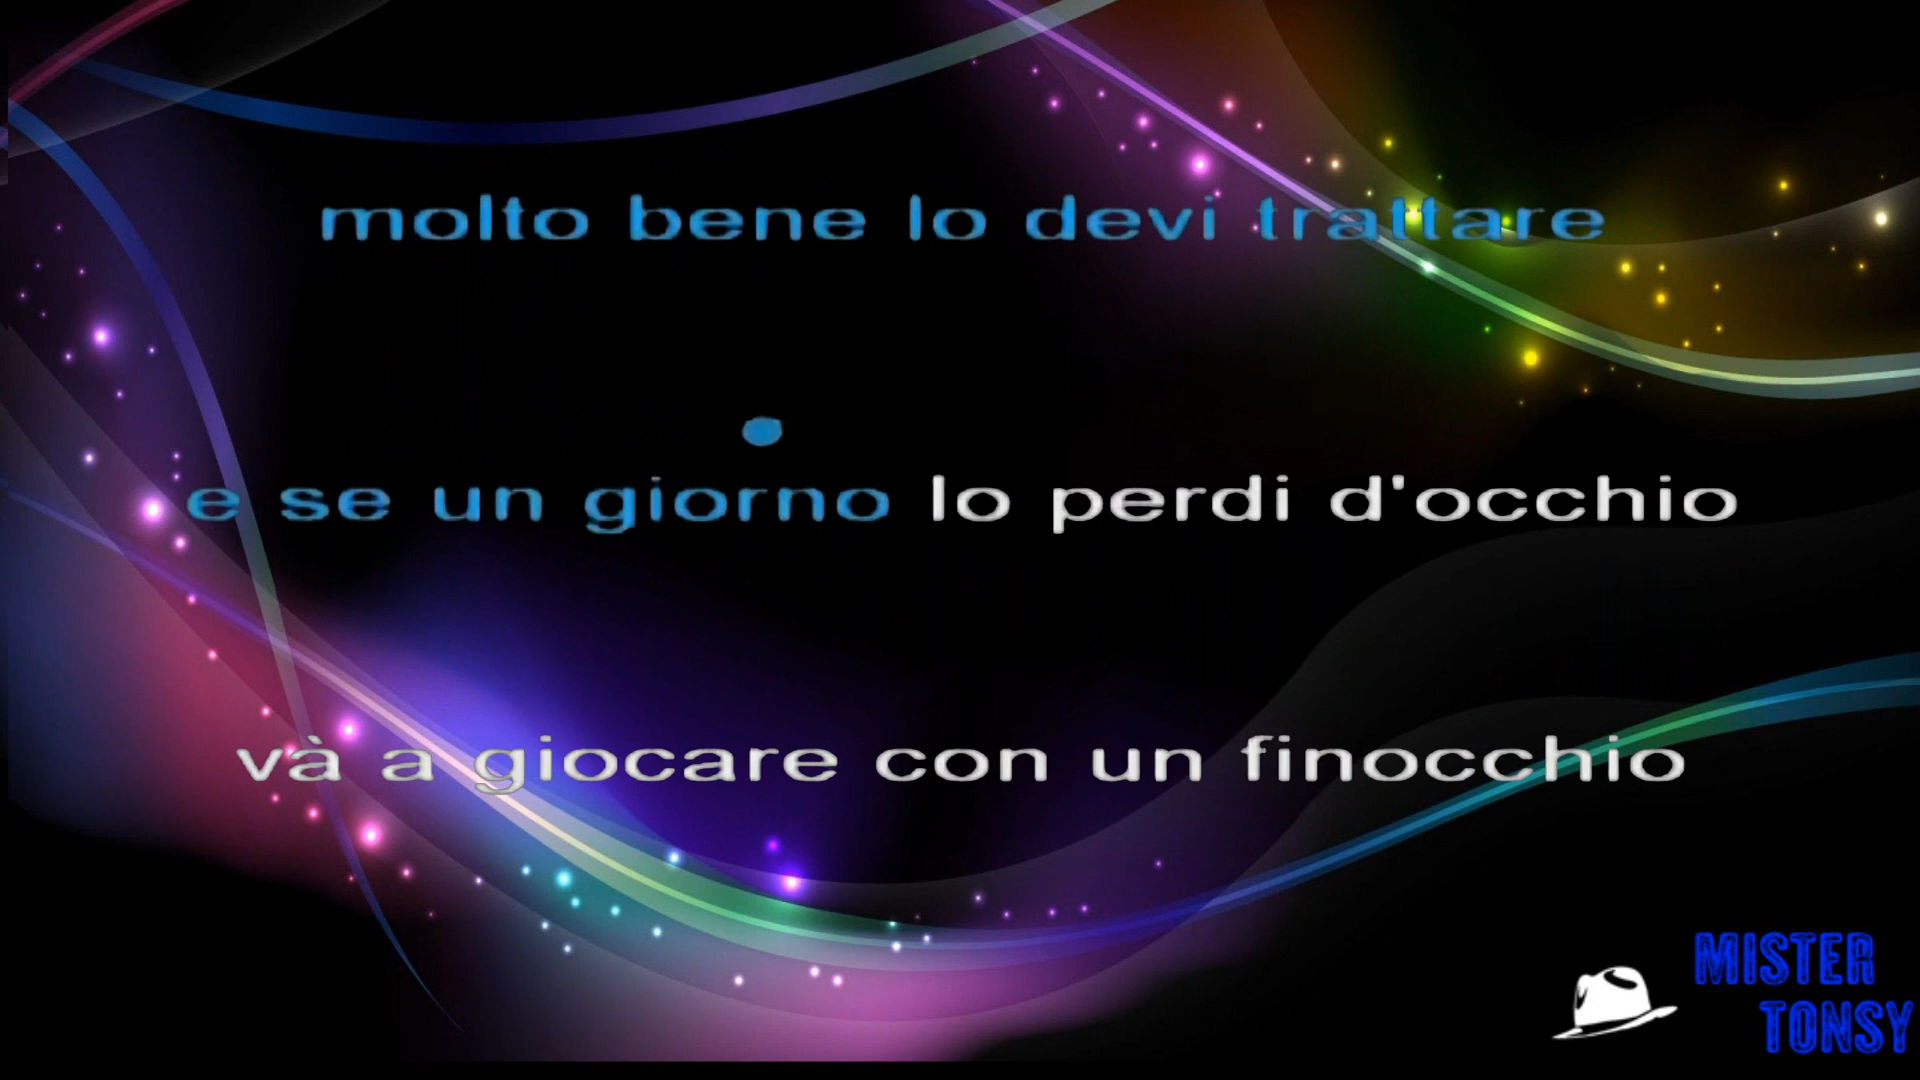 molto bene lo devi trattare
e se un giorno lo perdi d'occhio
và a giocare con un finocchio
MISTER
TONSY